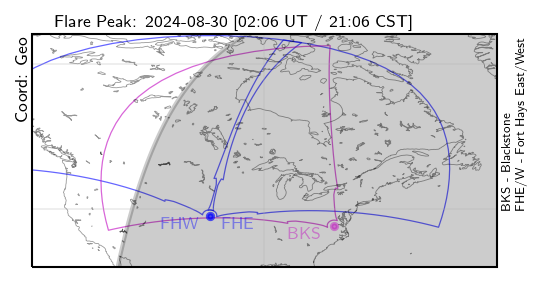 Flare Peak: 2024-08-30 [02:06 UT / 21:06 CST]
Coord: Geo
FHW
FHE
BKS
BKS - Blackstone
FHE/W - Fort Hays East/West